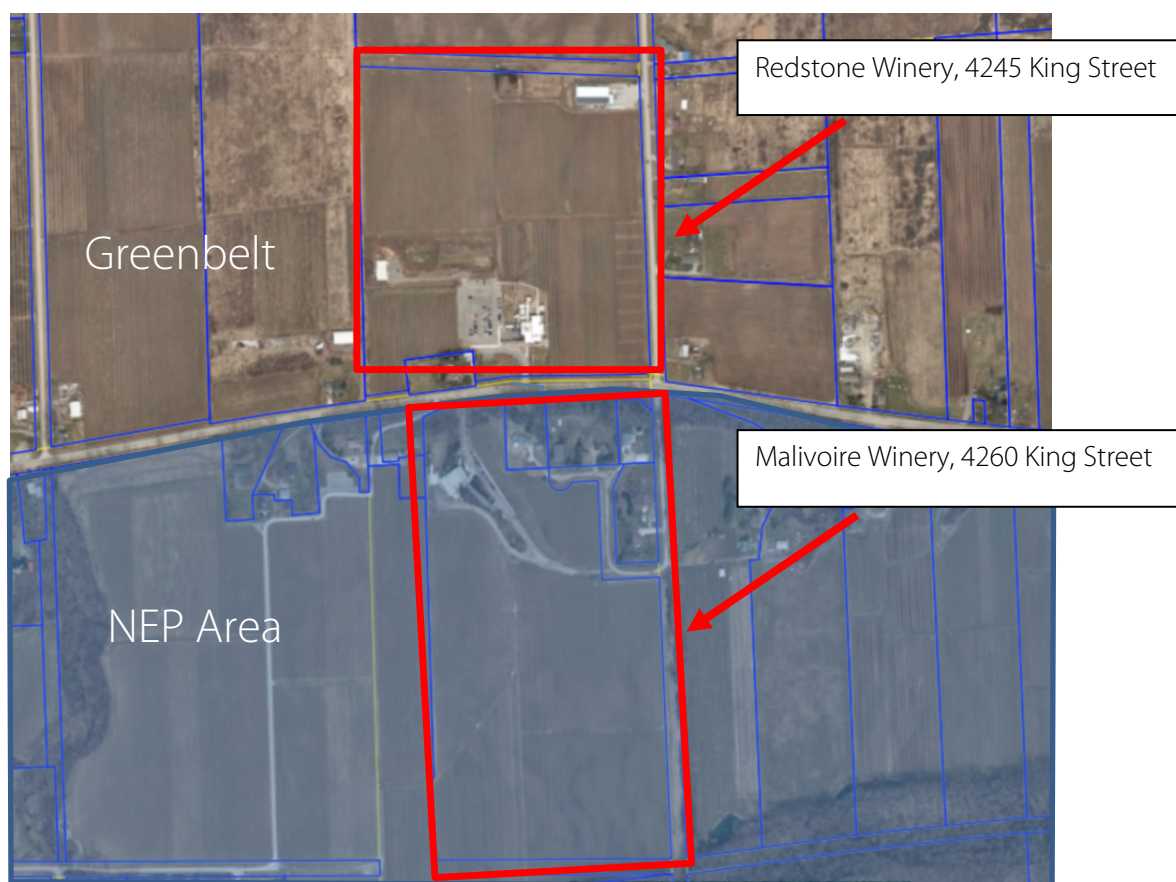 Redstone Winery, 4245 King Street
Greenbelt
Malivoire Winery, 4260 King Street
NEP Area